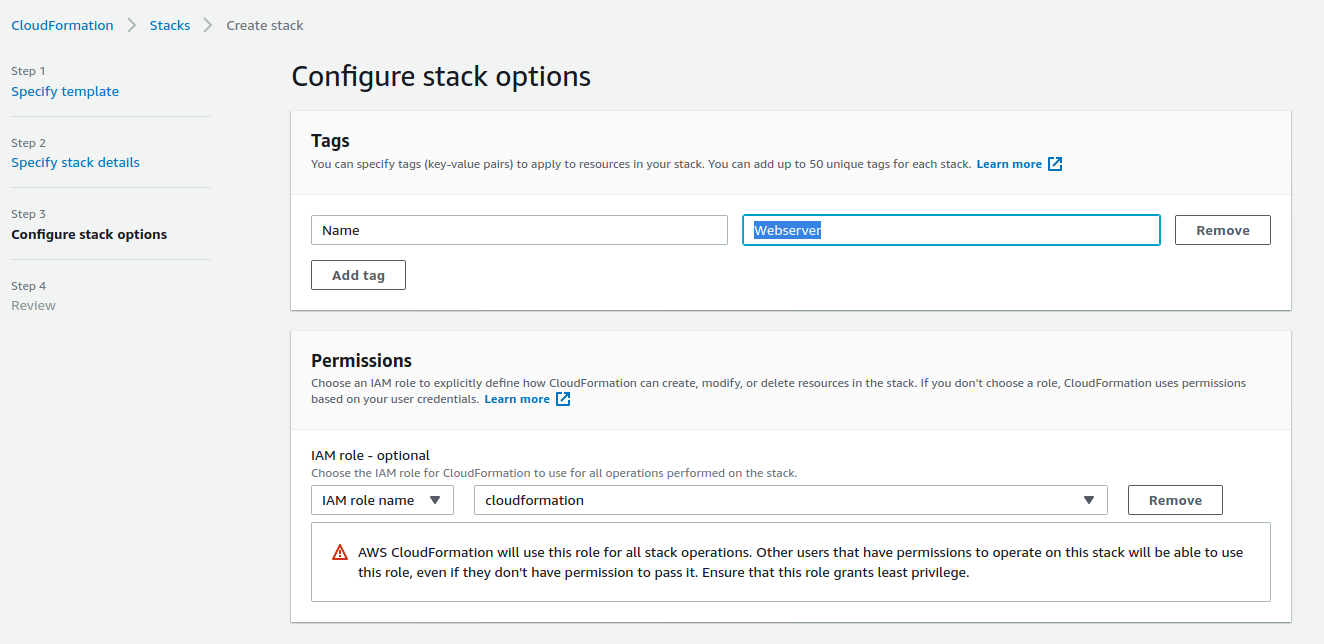 CloudFormation Stacks Create stack
Step 1
Specify template
Step 2
Specify stack details
Step 3
Configure stack options
Step 4
Review
Configure stack options
Tags
You can specify tags (key-value pairs) to apply to resources in your stack. You can add up to 50 unique tags for each stack. Learn more
Name Webserver Remove
Add tag
Permissions
Choose an IAM role to explicitly define how CloudFormation can create, modify, or delete resources in the stack. If you don't choose a role, CloudFormation uses permissions
based on your user credentials. Learn more
IAM role - optional
Choose the IAM role for CloudFormation to use for all operations performed on the stack.
IAM role name cloudformation Remove
AWS CloudFormation will use this role for all stack operations. Other users that have permissions to operate on this stack will be able to use
this role, even if they don't have permission to pass it. Ensure that this role grants least privilege.